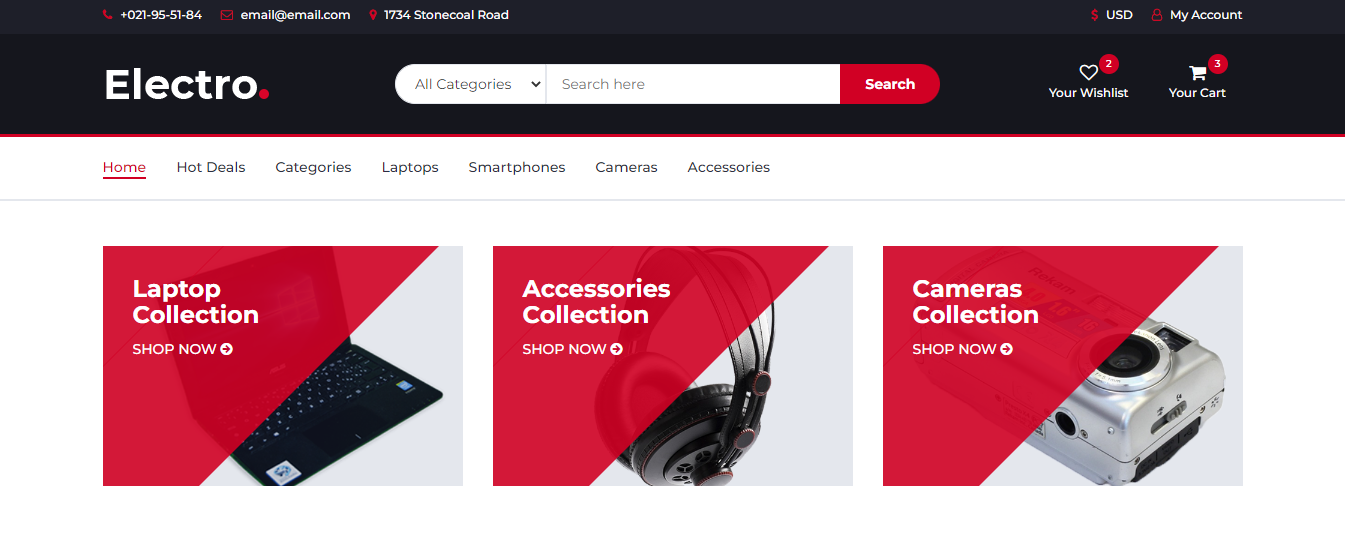 +021-95-51-84 email@email.com 1734 Stonecoal Road $ USD My Account
Electro.
All Categories Search here Search
2 3
Your Wishlist Your Cart
Home Hot Deals Categories Laptops Smartphones Cameras Accessories
Laptop
Collection
SHOP NOW
Accessories
Collection
SHOP NOW
Cameras
Collection
SHOP NOW
Rekam